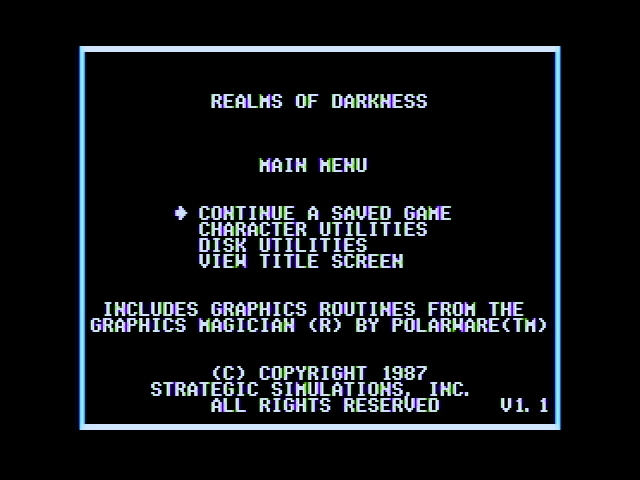 REALMS OF DARKNESS
MAIN MENU
CONTINUE A SAVED GAME
CHARACTER UTILITIES
DISK UTILITIES
VIEW TITLE SCREEN
INCLUDES GRAPHICS ROUTINES FROM THE
GRAPHICS MAGICIAN (R) BY POLARWARE(TM)
(C) COPYRIGHT 1987
STRATEGIC SIMULATIONS, INC.
ALL RIGHTS RESERVED V1.1